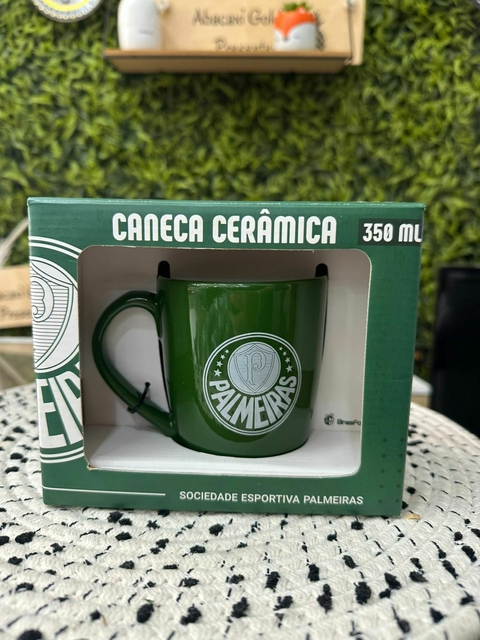 CANECA CERÂMICA
350 ML
P
PALMEIRAS
SOCIEDADE ESPORTIVA PALMEIRAS